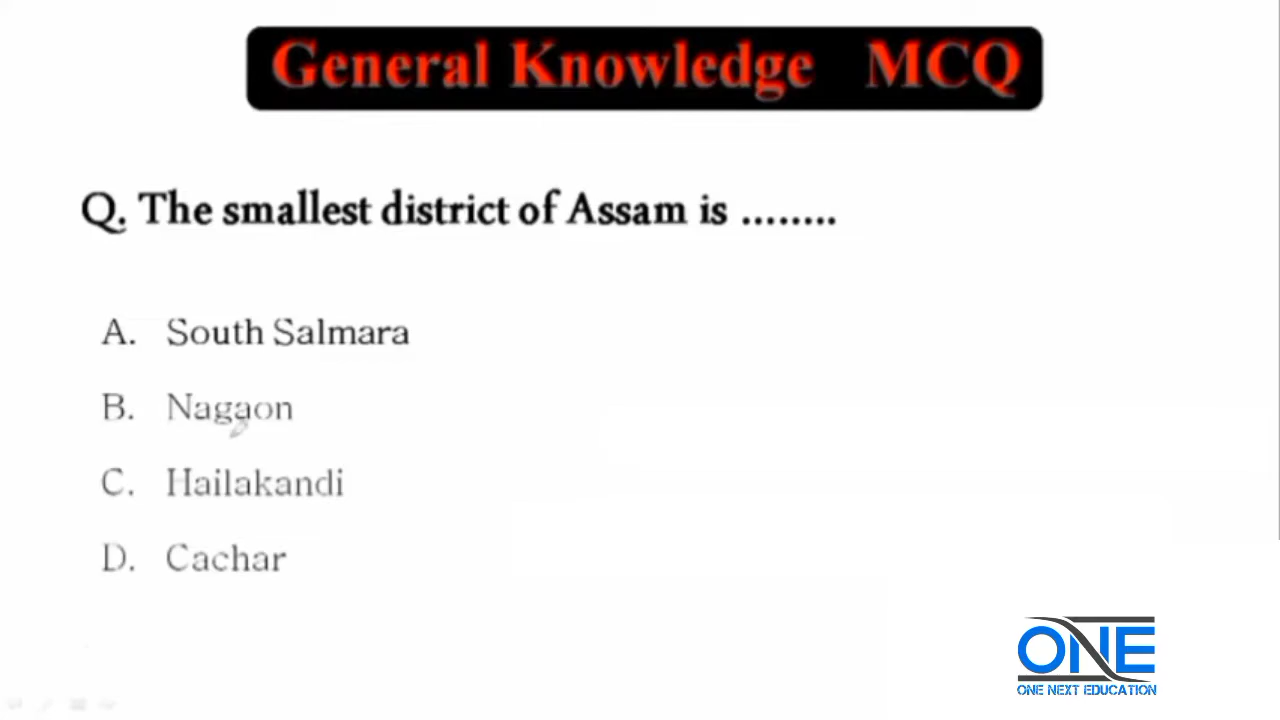 General Knowledge MCQ
Q. The smallest district of Assam is ........
A. South Salmara
B. Nagaon
C. Hailakandi
D. Cachar
ONE
ONE NEXT EDUCATION